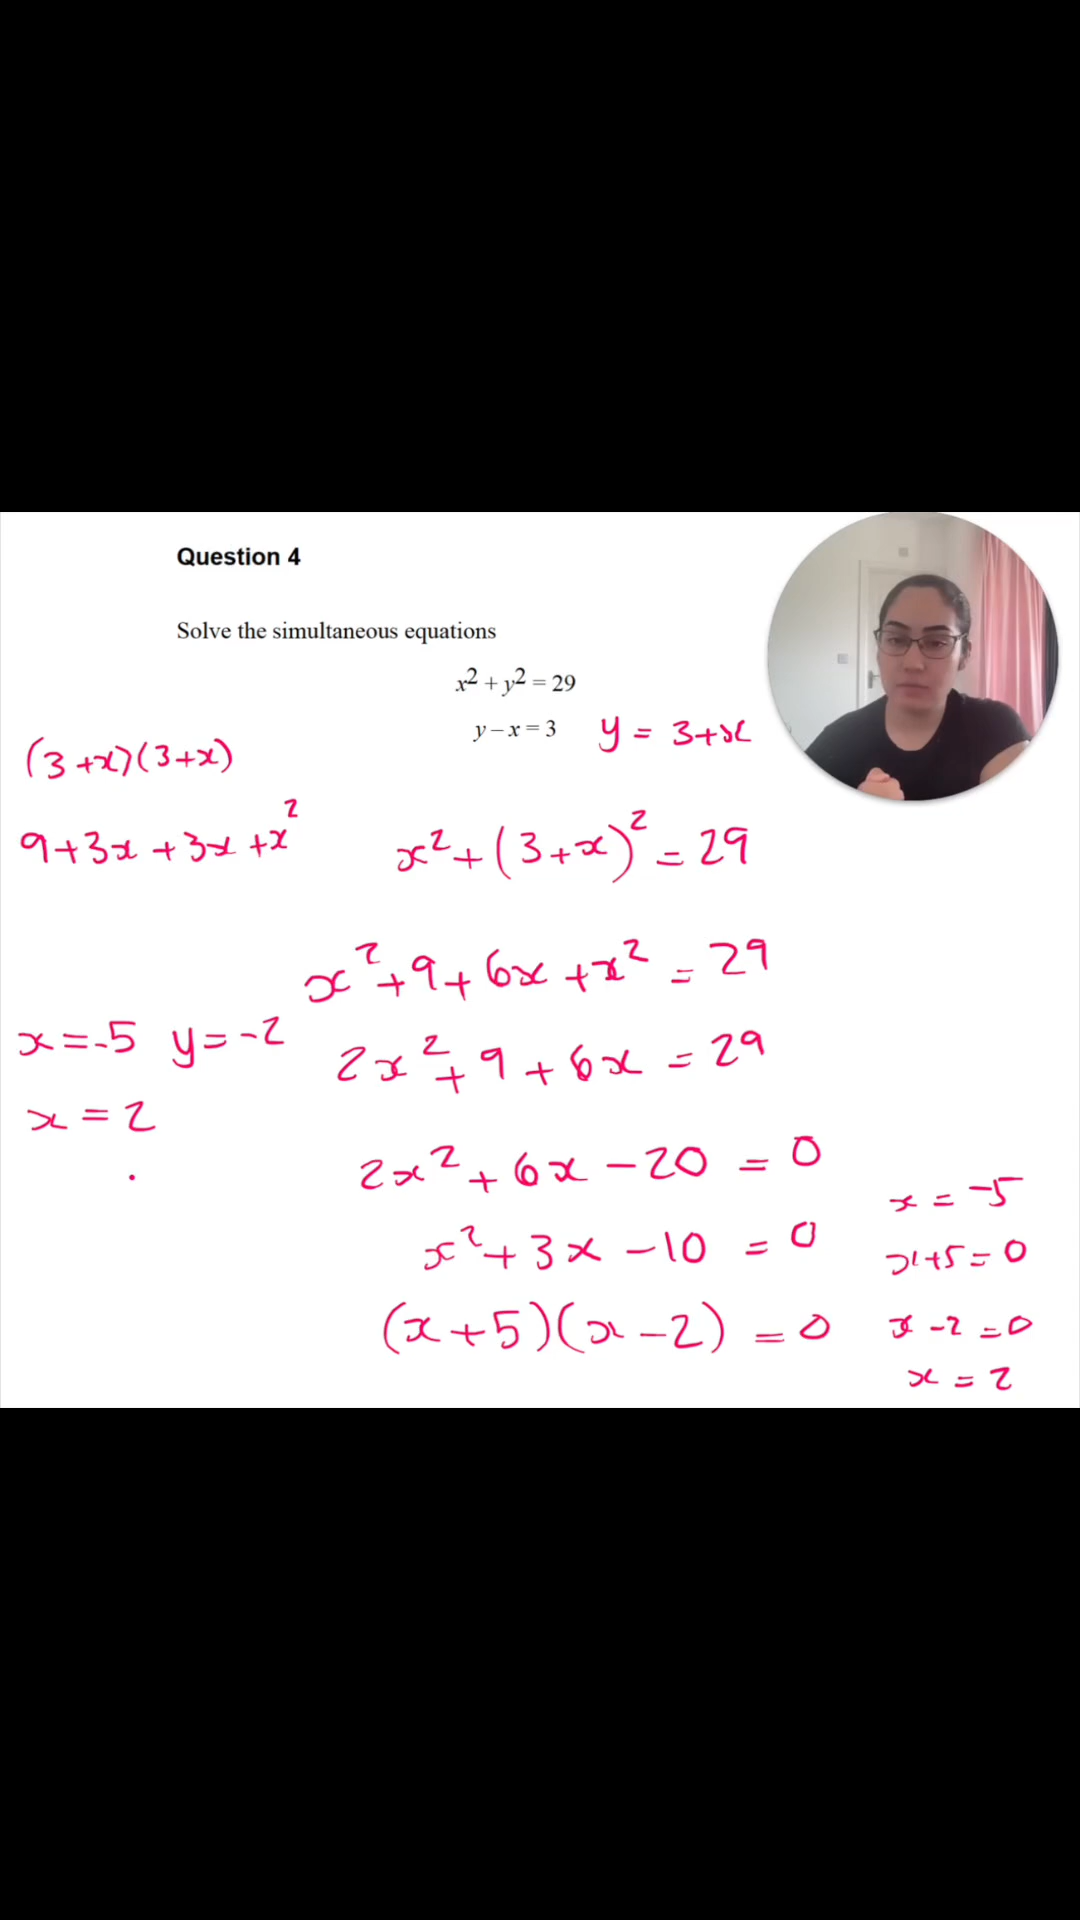 Question 4
Solve the simultaneous equations
x² + y² = 29
y – x = 3
y = 3+x
(3+x)(3+x)
9+3x+3x+x²
x²+(3+x)²=29
x²+9+6x+x²=29
x=-5 y=-2
2x²+9+6x=29
x=2
2x²+6x-20=0
x=-5
x²+3x-10=0
x+5=0
(x+5)(x-2)=0
x-2=0
x=2